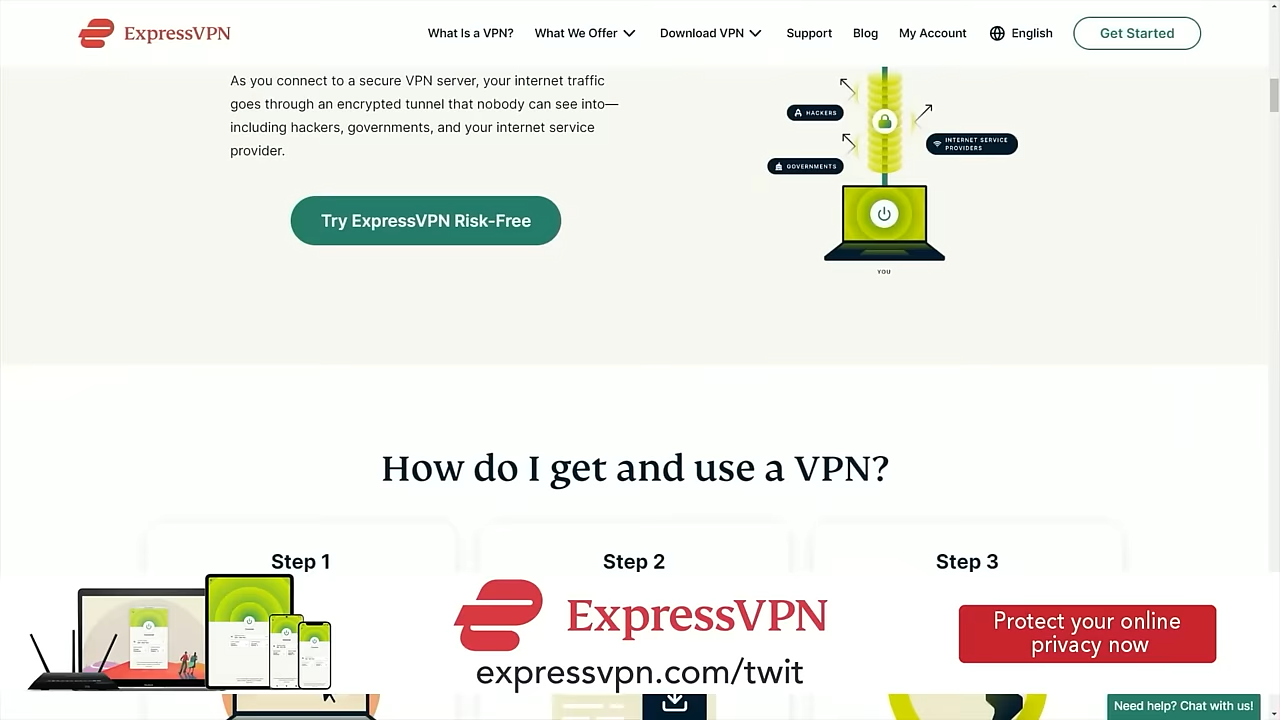 ExpressVPN
What Is a VPN?
What We Offer
Download VPN
Support
Blog
My Account
English
Get Started
As you connect to a secure VPN server, your internet traffic
goes through an encrypted tunnel that nobody can see into—
including hackers, governments, and your internet service
provider.
Try ExpressVPN Risk-Free
HACKERS
INTERNET SERVICE
PROVIDERS
GOVERNMENTS
YOU
How do I get and use a VPN?
Step 1
Step 2
Step 3
ExpressVPN
expressvpn.com/twit
Protect your online
privacy now
Need help? Chat with us!